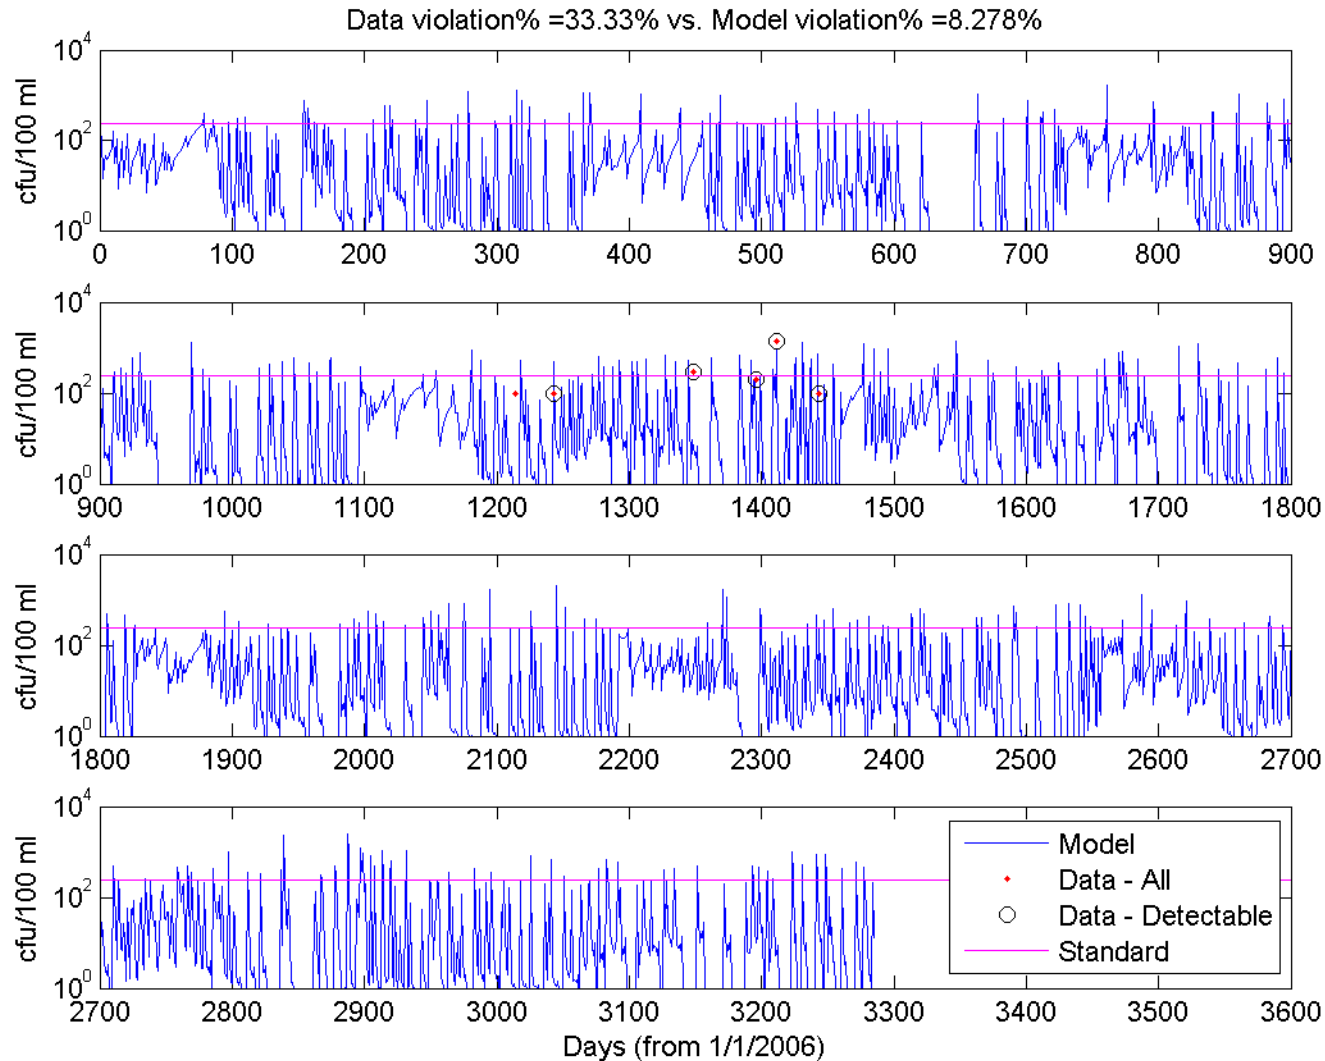 Data violation% =33.33% vs. Model violation% =8.278%
cfu/100 ml
10^4
10^2
10^0
0 100 200 300 400 500 600 700 800 900
cfu/100 ml
10^4
10^2
10^0
900 1000 1100 1200 1300 1400 1500 1600 1700 1800
cfu/100 ml
10^4
10^2
10^0
1800 1900 2000 2100 2200 2300 2400 2500 2600 2700
cfu/100 ml
10^4
10^2
10^0
Model
Data - All
Data - Detectable
Standard
2700 2800 2900 3000 3100 3200 3300 3400 3500 3600
Days (from 1/1/2006)